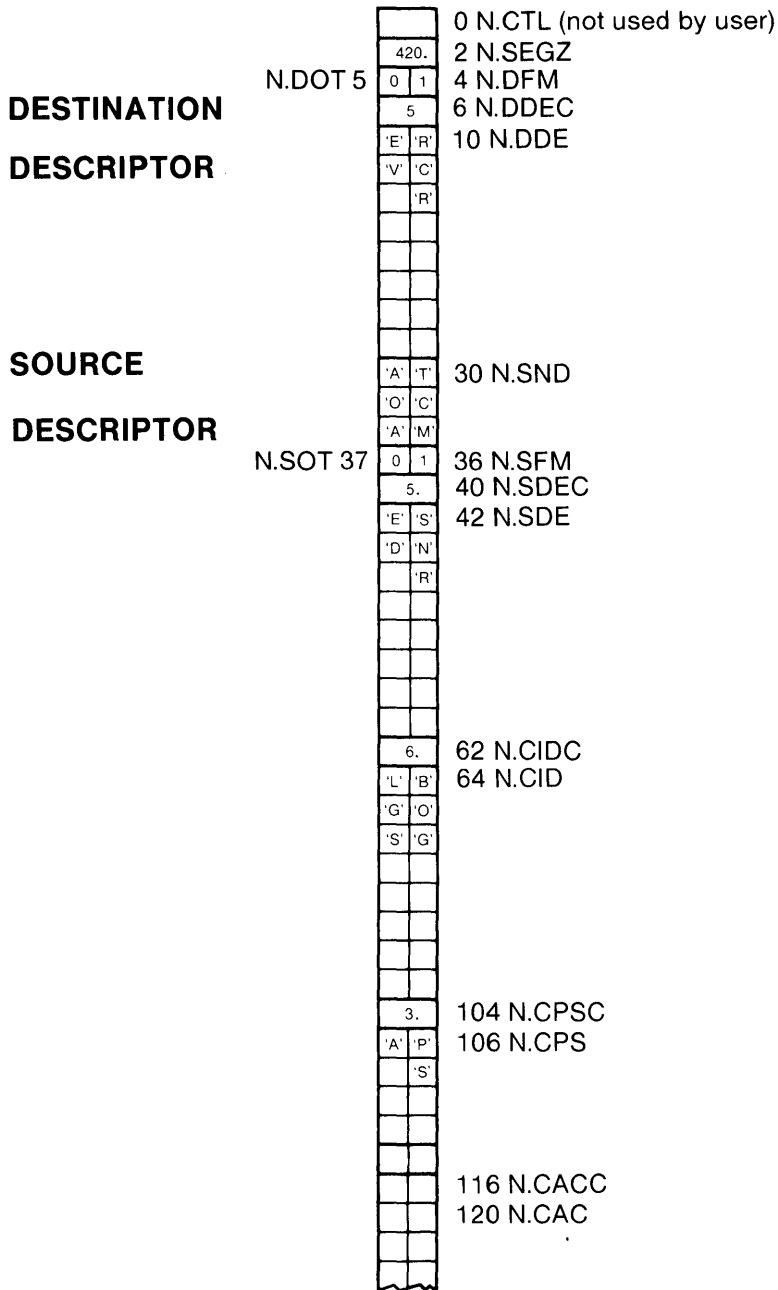 0 N.CTL (not used by user)
420. 2 N.SEGZ
N.DOT 5 0 1 4 N.DFM
DESTINATION 5 6 N.DDEC
'E' 'R' 10 N.DDE
DESCRIPTOR 'V' 'C'
'R'
SOURCE 'A' 'T' 30 N.SND
'O' 'C'
DESCRIPTOR 'A' 'M'
N.SOT 37 0 1 36 N.SFM
5. 40 N.SDEC
'E' 'S' 42 N.SDE
'D' 'N'
'R'
6. 62 N.CIDC
'L' 'B' 64 N.CID
'G' 'O'
'S' 'G'
3. 104 N.CPSC
'A' 'P' 106 N.CPS
'S'
116 N.CACC
120 N.CAC